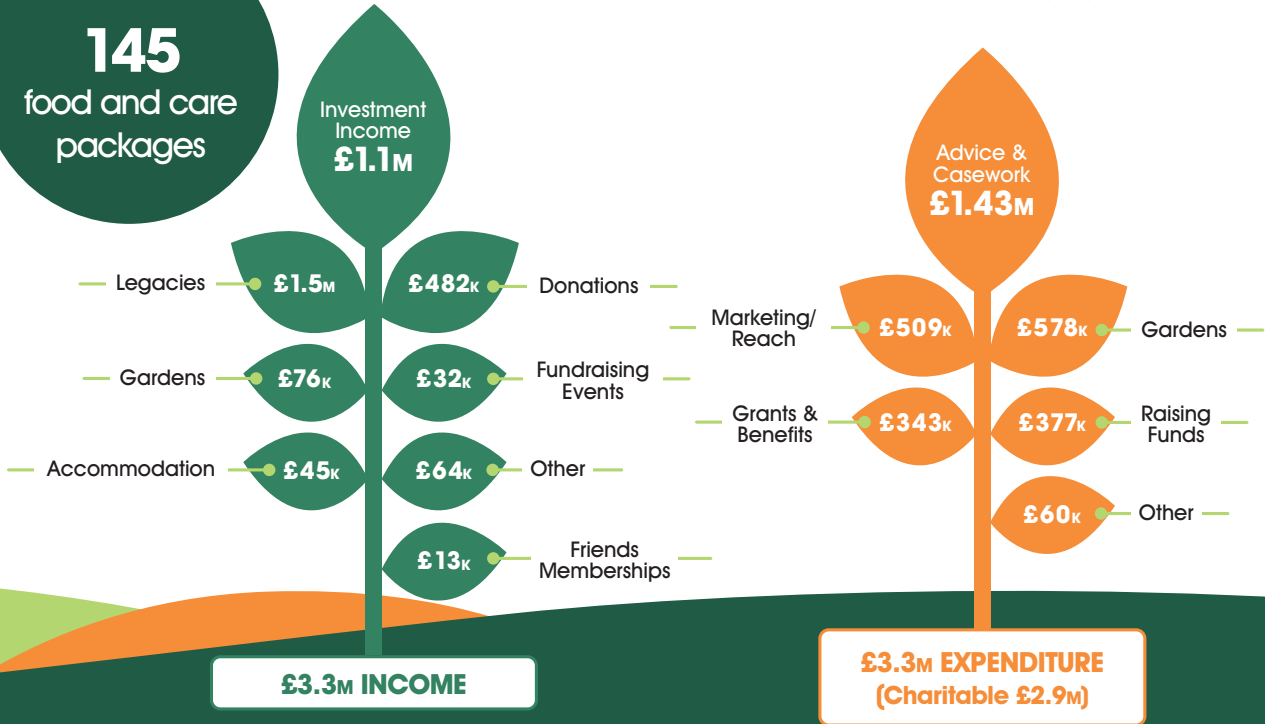 145
food and care
packages
Investment
Income
£1.1M
Legacies
£1.5M
£482K
Donations
Gardens
£76K
£32K
Fundraising
Events
Accommodation
£45K
£64K
Other
£13K
Friends
Memberships
£3.3M INCOME
Advice &
Casework
£1.43M
Marketing/
Reach
£509K
£578K
Gardens
Grants &
Benefits
£343K
£377K
Raising
Funds
£60K
Other
£3.3M EXPENDITURE
(Charitable £2.9M)